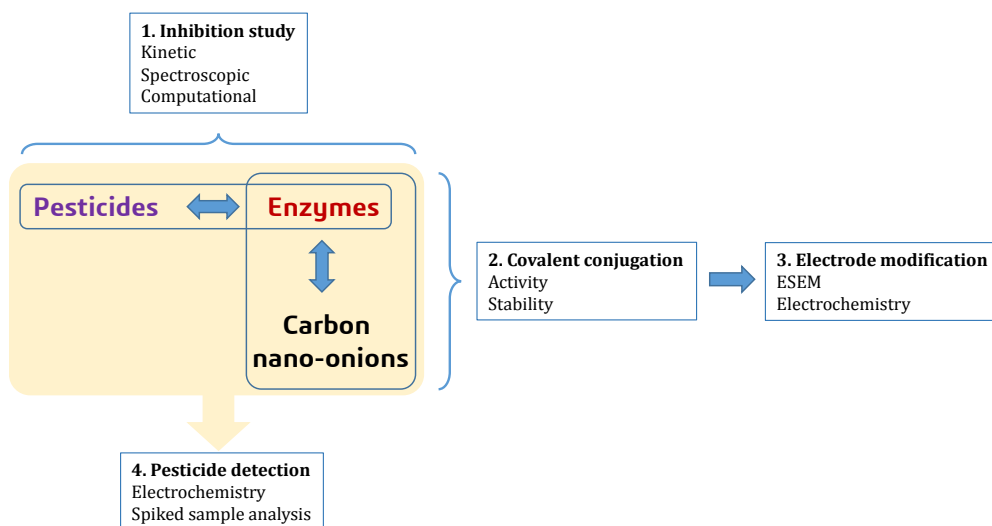 1. Inhibition study
Kinetic
Spectroscopic
Computational
Pesticides
Enzymes
Carbon
nano-onions
2. Covalent conjugation
Activity
Stability
3. Electrode modification
ESEM
Electrochemistry
4. Pesticide detection
Electrochemistry
Spiked sample analysis